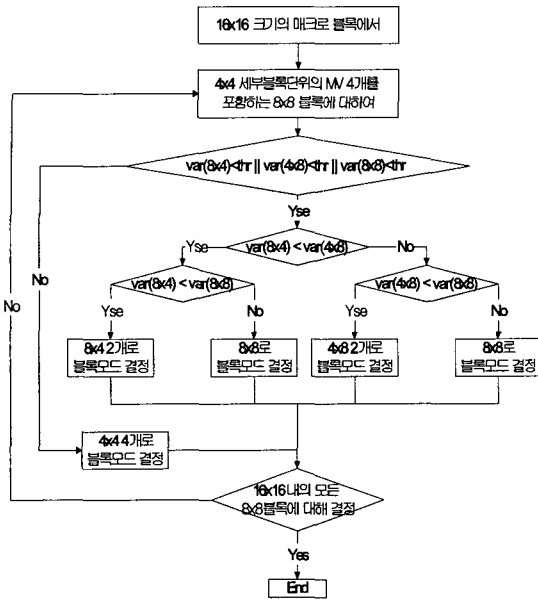 16x16 크기의 매크로 블록에서
4x4 세부블록단위의 MV 4개를
포함하는 8x8 블록에 대하여
var(8x4)<thr || var(4x8)<thr || var(8x8)<thr
Yse
Yse
var(8x4) < var(4x8)
No
No
No
var(8x4) < var(8x8)
var(4x8) < var(8x8)
Yse
No
Yse
No
8x4 2개로
블록모드 결정
8x8로
블록모드 결정
4x8 2개로
블록모드 결정
8x8로
블록모드 결정
4x4 4개로
블록모드 결정
16x16 내의 모든
8x8블록에 대해 결정
Yes
End